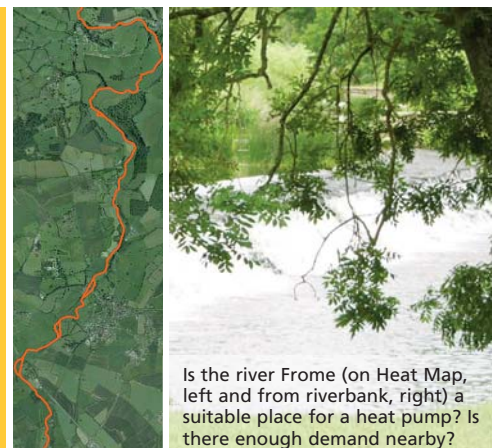 Is the river Frome (on Heat Map,
left and from riverbank, right) a
suitable place for a heat pump? Is
there enough demand nearby?